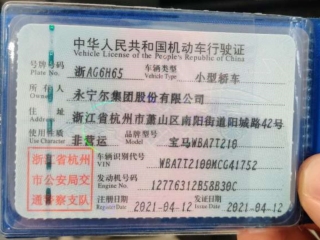 中华人民共和国机动车行驶证
Vehicle License of the People's Republic of China
号牌号码 浙AG6H65 车辆类型 小型轿车
Plate No. Vehicle Type
所有人 永宁尔集团股份有限公司
Owner
住址 浙江省杭州市萧山区南阳街道阳城路42号
Address
使用性质 非营运 品牌型号 宝马WBATT210
Use Character Model
浙江省杭州
市公安局交
通警察支队
车辆识别代号 WBATT2100MCG41752
VIN
发动机号码 12776312B58B30C
Engine No.
注册日期 2021-04-12 发证日期 2021-04-12
Register Date Issue Date